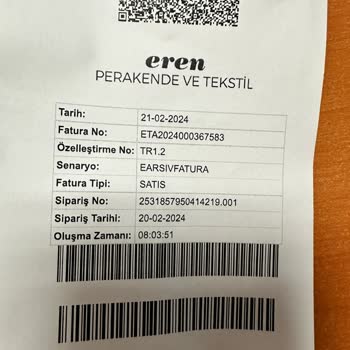 eren
PERAKENDE VE TEKSTİL
Tarih: 21-02-2024
Fatura No: ETA2024000367583
Özelleştirme No: TR1.2
Senaryo: EARSIVFATURA
Fatura Tipi: SATIS
Sipariş No: 2531857950414219.001
Sipariş Tarihi: 20-02-2024
Oluşma Zamanı: 08:03:51